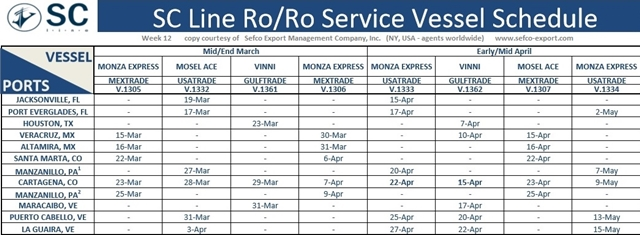 SC
LINE
SC Line Ro/Ro Service Vessel Schedule
Week 12 copy courtesy of Sefco Export Management Company, Inc. (NY, USA - agents worldwide) www.sefco-export.com
VESSEL Mid/End March Early/Mid April
MONZA EXPRESS MOSEL ACE VINNI MONZA EXPRESS MONZA EXPRESS VINNI MOSEL ACE MONZA EXPRESS
MEXTRADE USATRADE GULFTRADE MEXTRADE USATRADE GULFTRADE MEXTRADE USATRADE
PORTS V.1305 V.1332 V.1361 V.1306 V.1333 V.1362 V.1307 V.1334
JACKSONVILLE, FL - 19-Mar - - 15-Apr - - -
PORT EVERGLADES, FL - 17-Mar - - 17-Apr - - 2-May
HOUSTON, TX - - 23-Mar - - 7-Apr - -
VERACRUZ, MX 15-Mar - - 30-Mar - 10-Apr 15-Apr -
ALTAMIRA, MX 16-Mar - - 31-Mar - - 16-Apr -
SANTA MARTA, CO 22-Mar - - 6-Apr - - 22-Apr -
MANZANILLO, PA1 - 27-Mar - - 20-Apr - - 7-May
CARTAGENA, CO 23-Mar 28-Mar 29-Mar 7-Apr 22-Apr 15-Apr 23-Apr 9-May
MANZANILLO, PA2 25-Mar - - 9-Apr - - 25-Apr -
MARACAIBO, VE - - 31-Mar - - 17-Apr - -
PUERTO CABELLO, VE - 31-Mar - - 25-Apr 20-Apr - 13-May
LA GUAIRA, VE - 3-Apr - - 27-Apr 22-Apr - 15-May